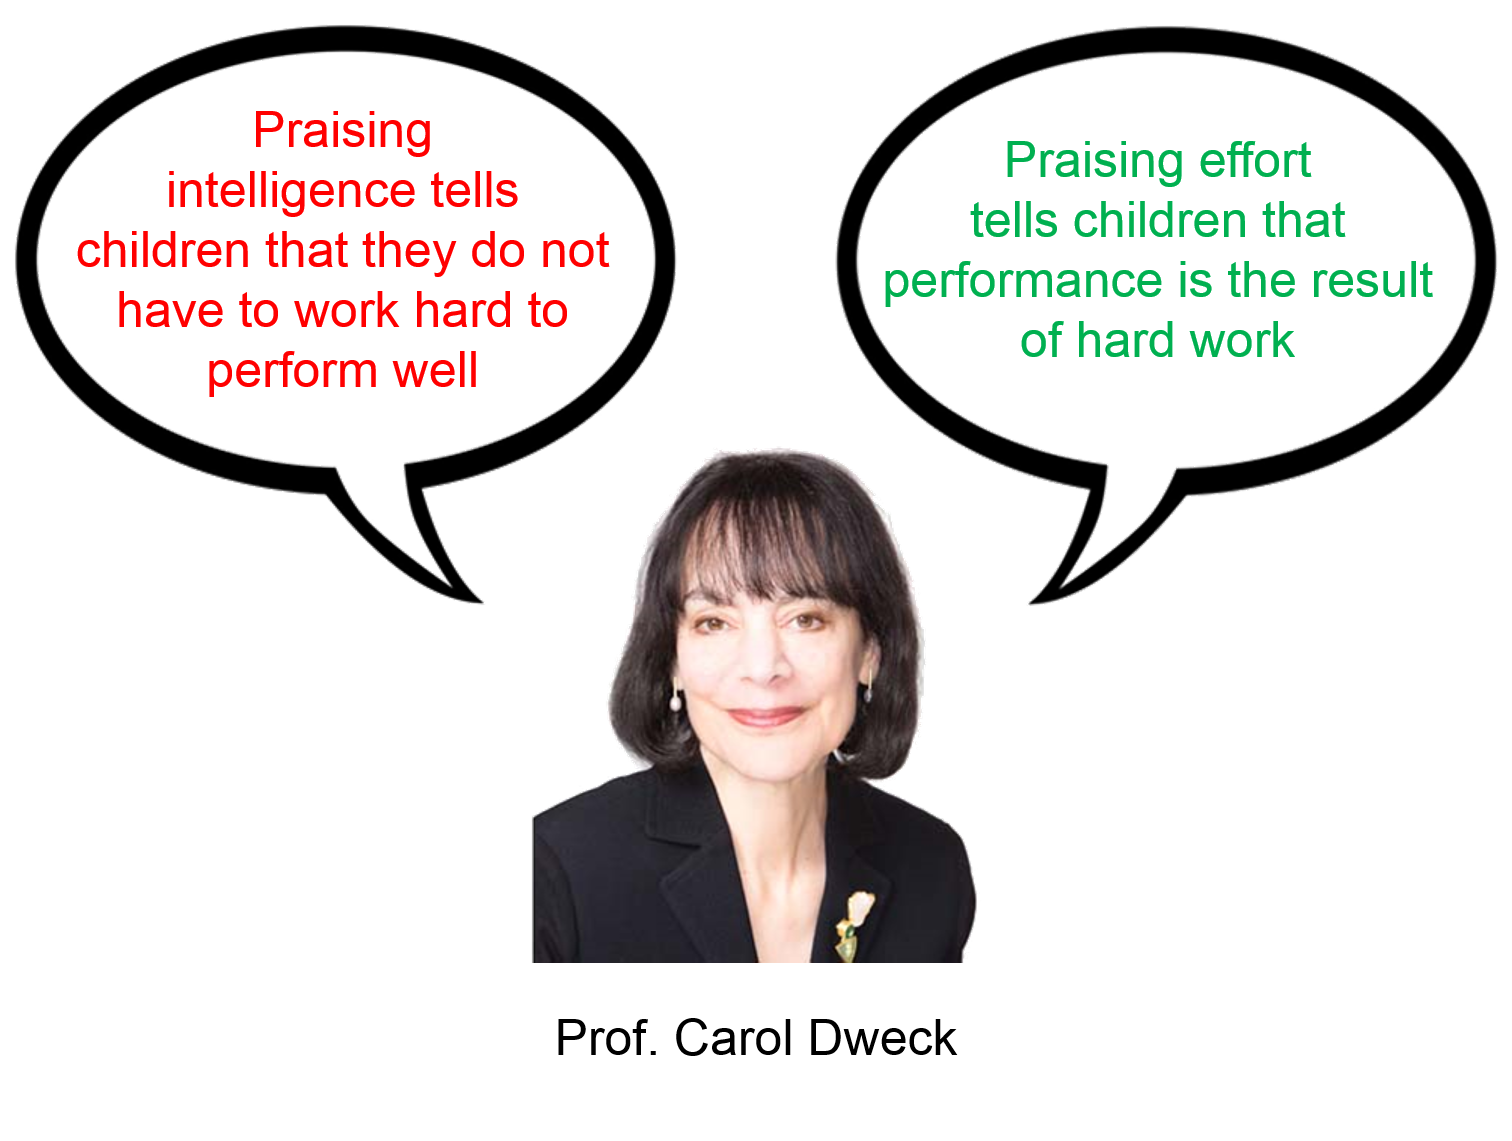 Praising
intelligence tells
children that they do not
have to work hard to
perform well
Praising effort
tells children that
performance is the result
of hard work
Prof. Carol Dweck